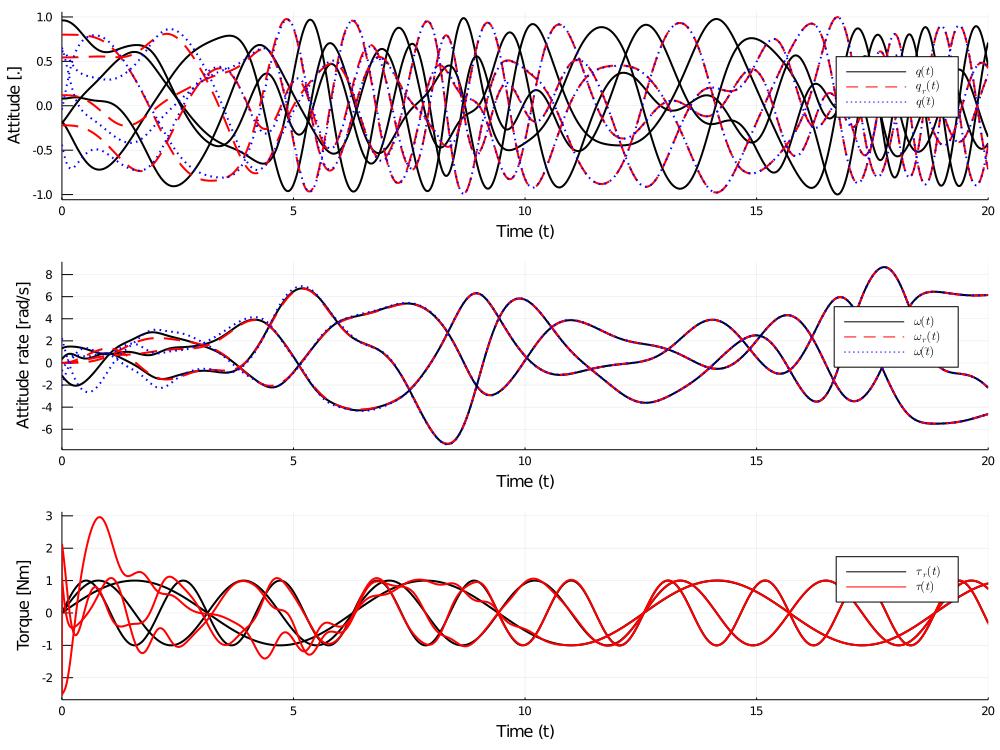 Attitude [.]
1.0
0.5
0.0
-0.5
-1.0
q(t)
q_r(t)
q(t)
0
5
10
15
20
Time (t)
Attitude rate [rad/s]
8
6
4
2
0
-2
-4
-6
ω(t)
ω_r(t)
ω(t)
0
5
10
15
20
Time (t)
Torque [Nm]
3
2
1
0
-1
-2
τ_r(t)
τ(t)
0
5
10
15
20
Time (t)